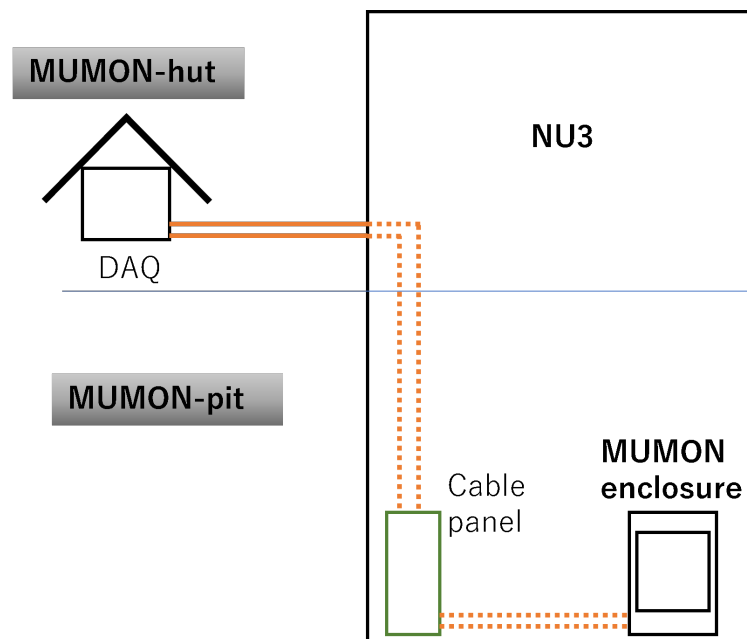 MUMON-hut
NU3
DAQ
MUMON-pit
Cable
panel
MUMON
enclosure